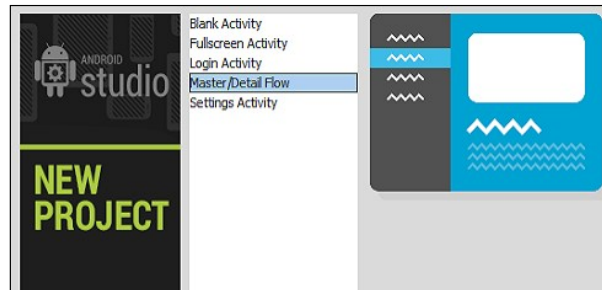 ANDROID
studio
NEW
PROJECT
Blank Activity
Fullscreen Activity
Login Activity
Master/Detail Flow
Settings Activity